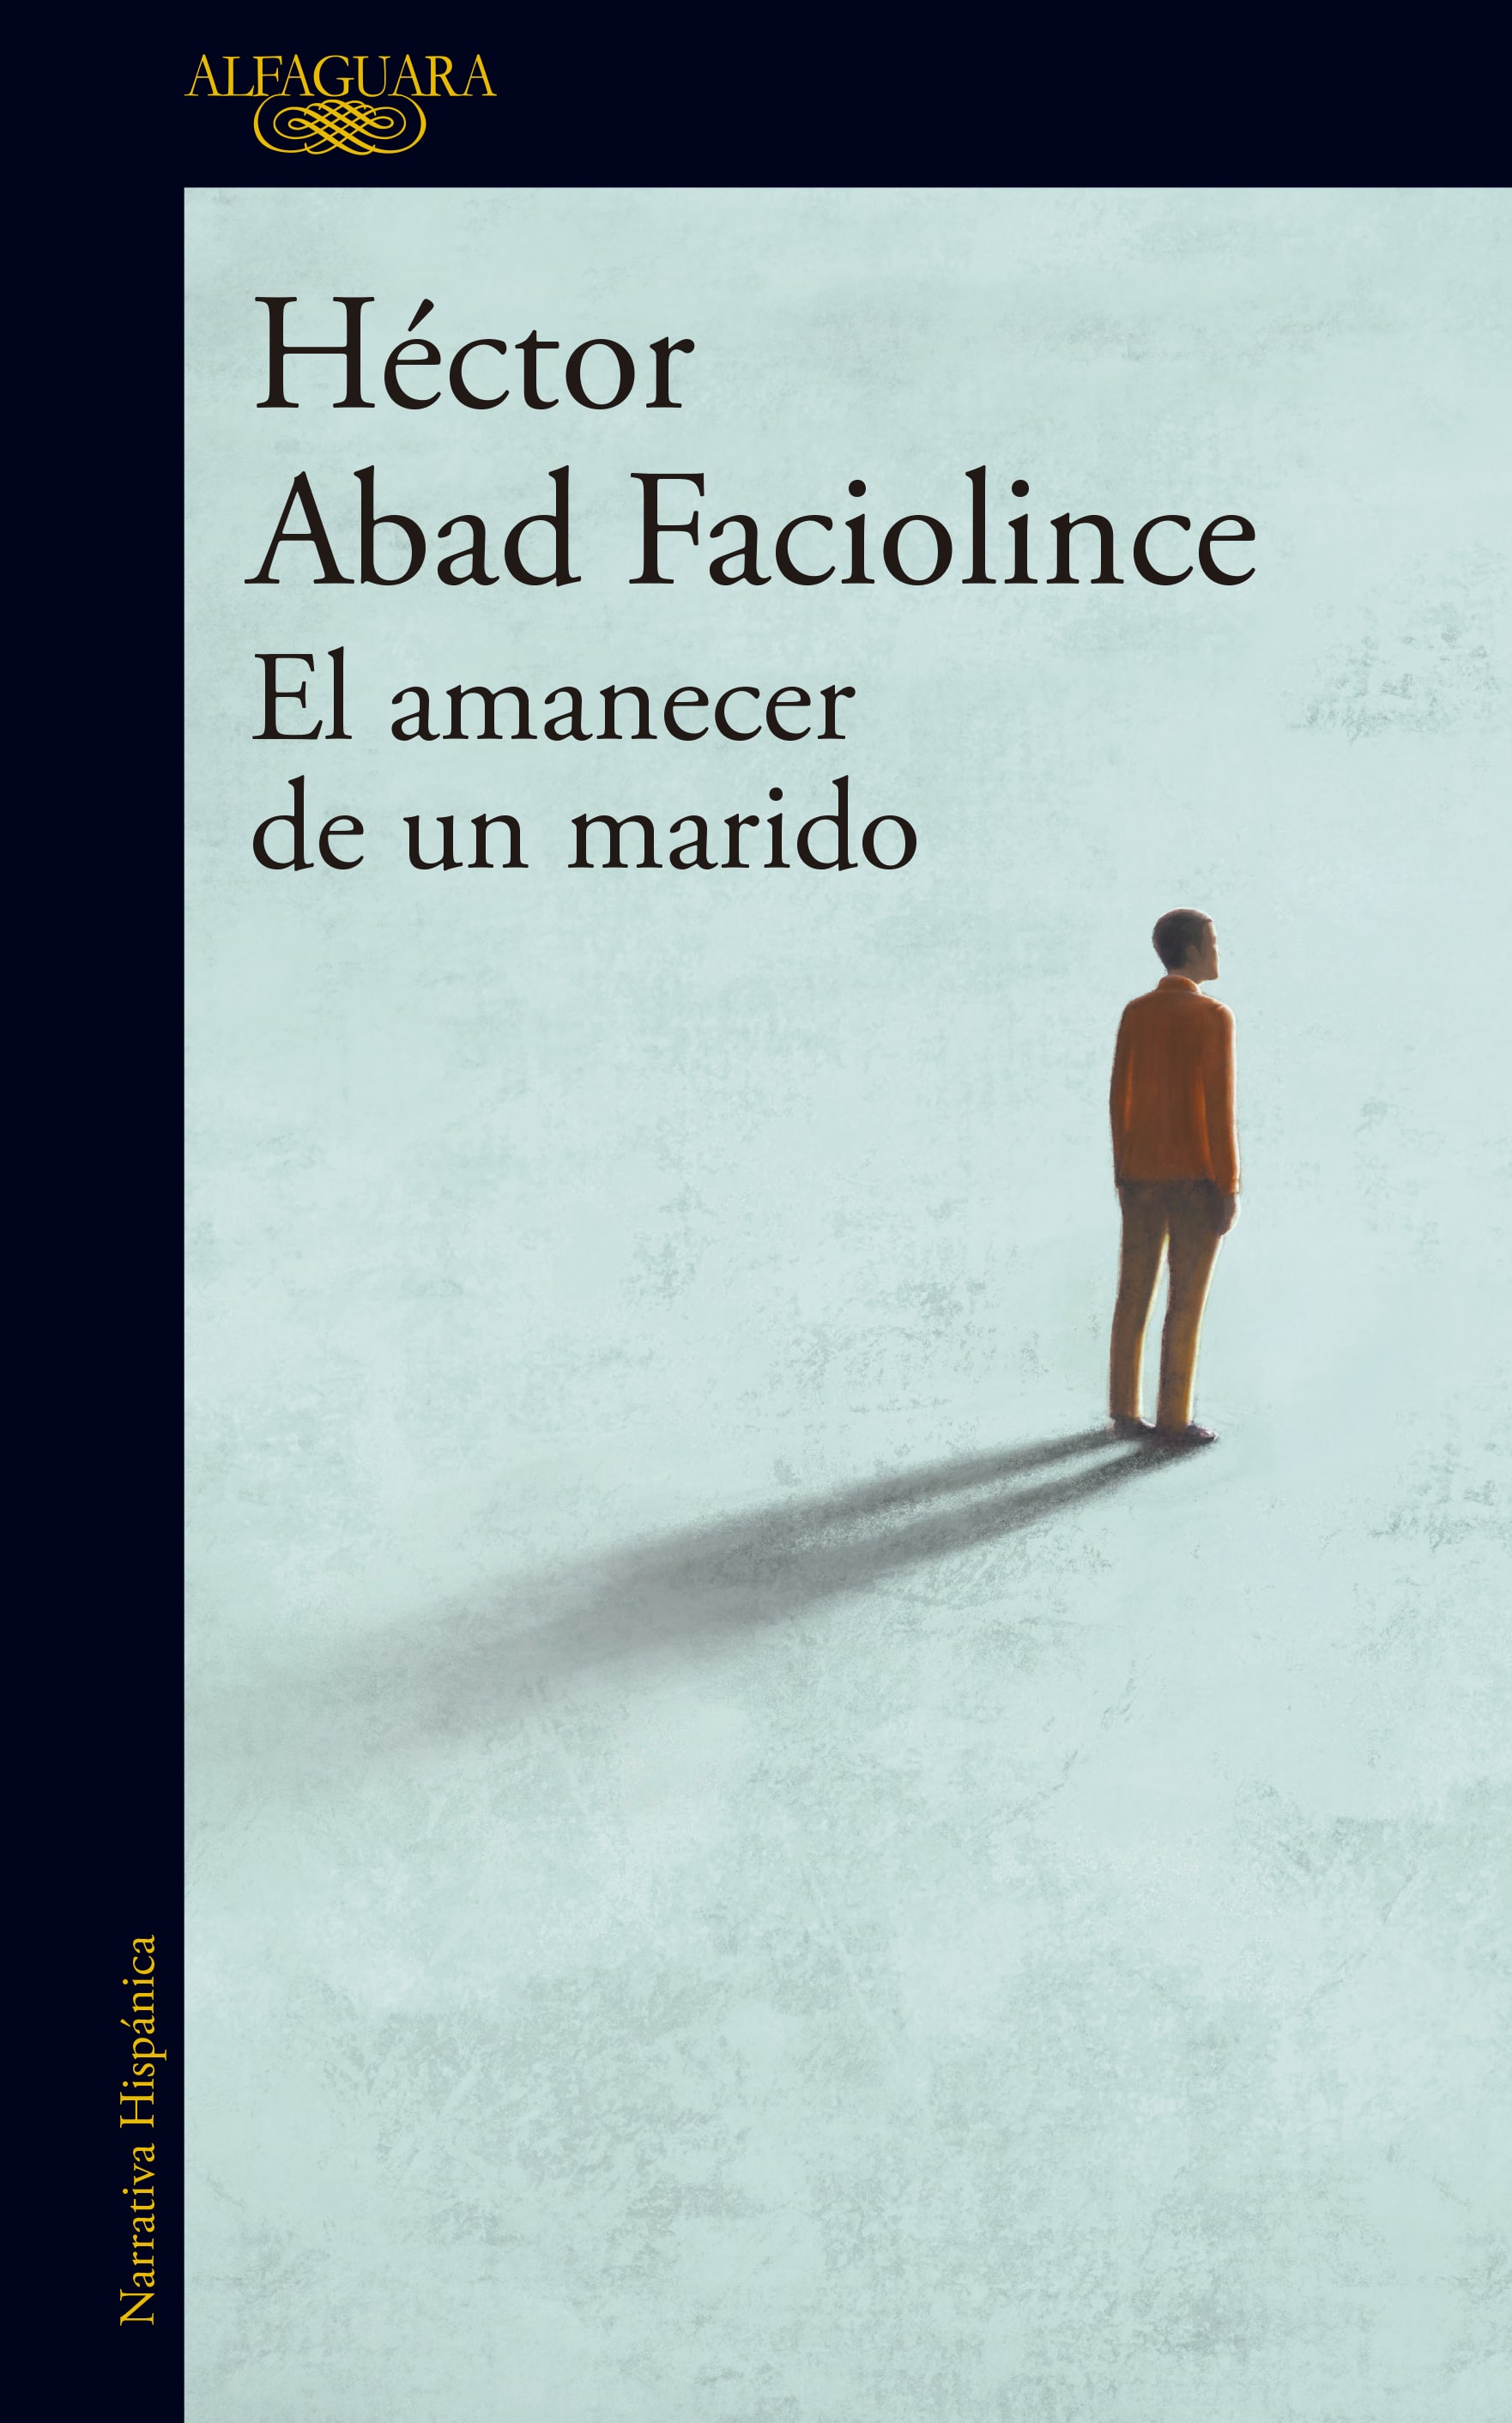 ALFAGUARA
Héctor
Abad Faciolince
El amanecer
de un marido
Narrativa Hispánica